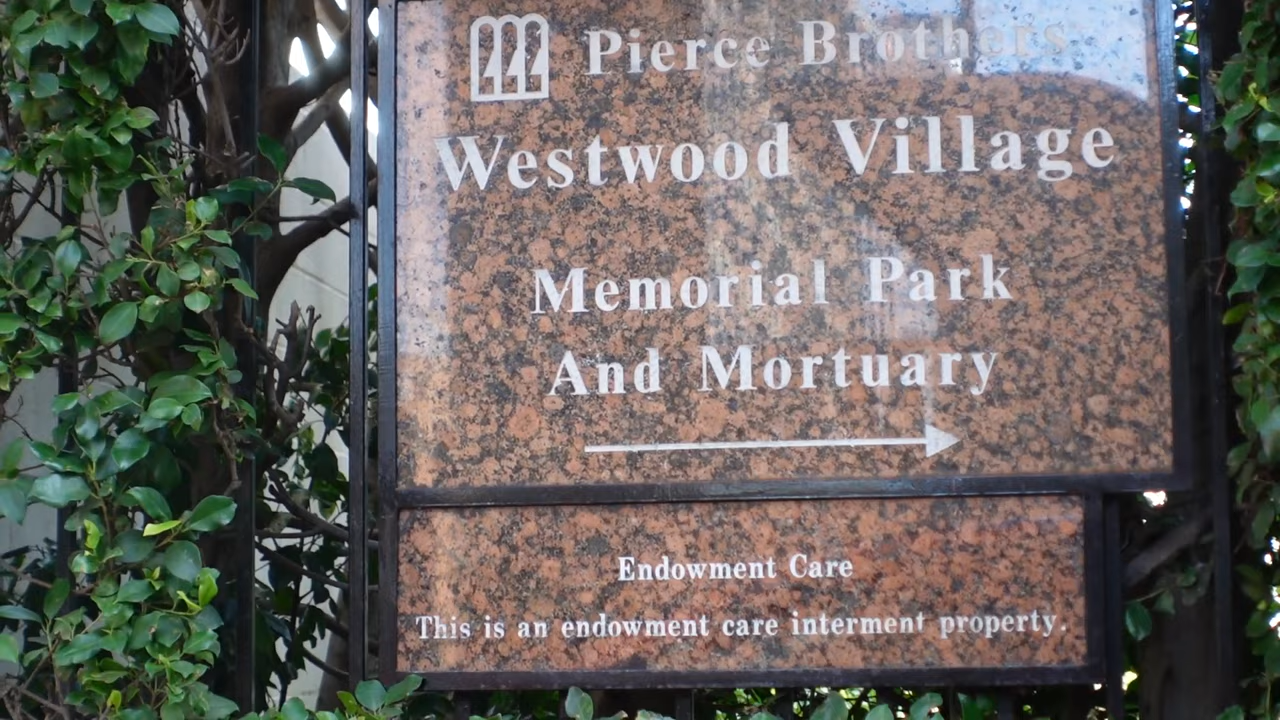 Pierce Brothers
Westwood Village
Memorial Park
And Mortuary
Endowment Care
This is an endowment care interment property.